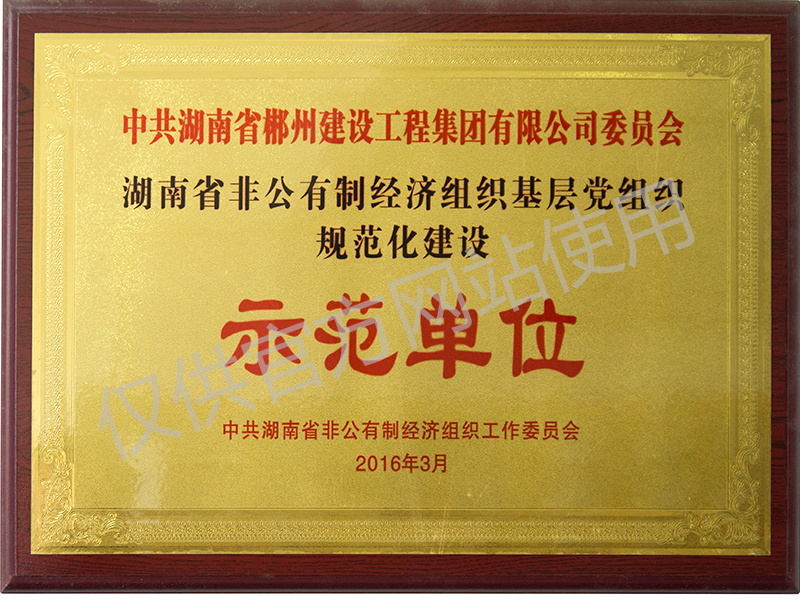 中共湖南省郴州建设工程集团有限公司委员会
湖南省非公有制经济组织基层党组织
规范化建设
示范单位
中共湖南省非公有制经济组织工作委员会
2016年3月
仅供官方网站使用